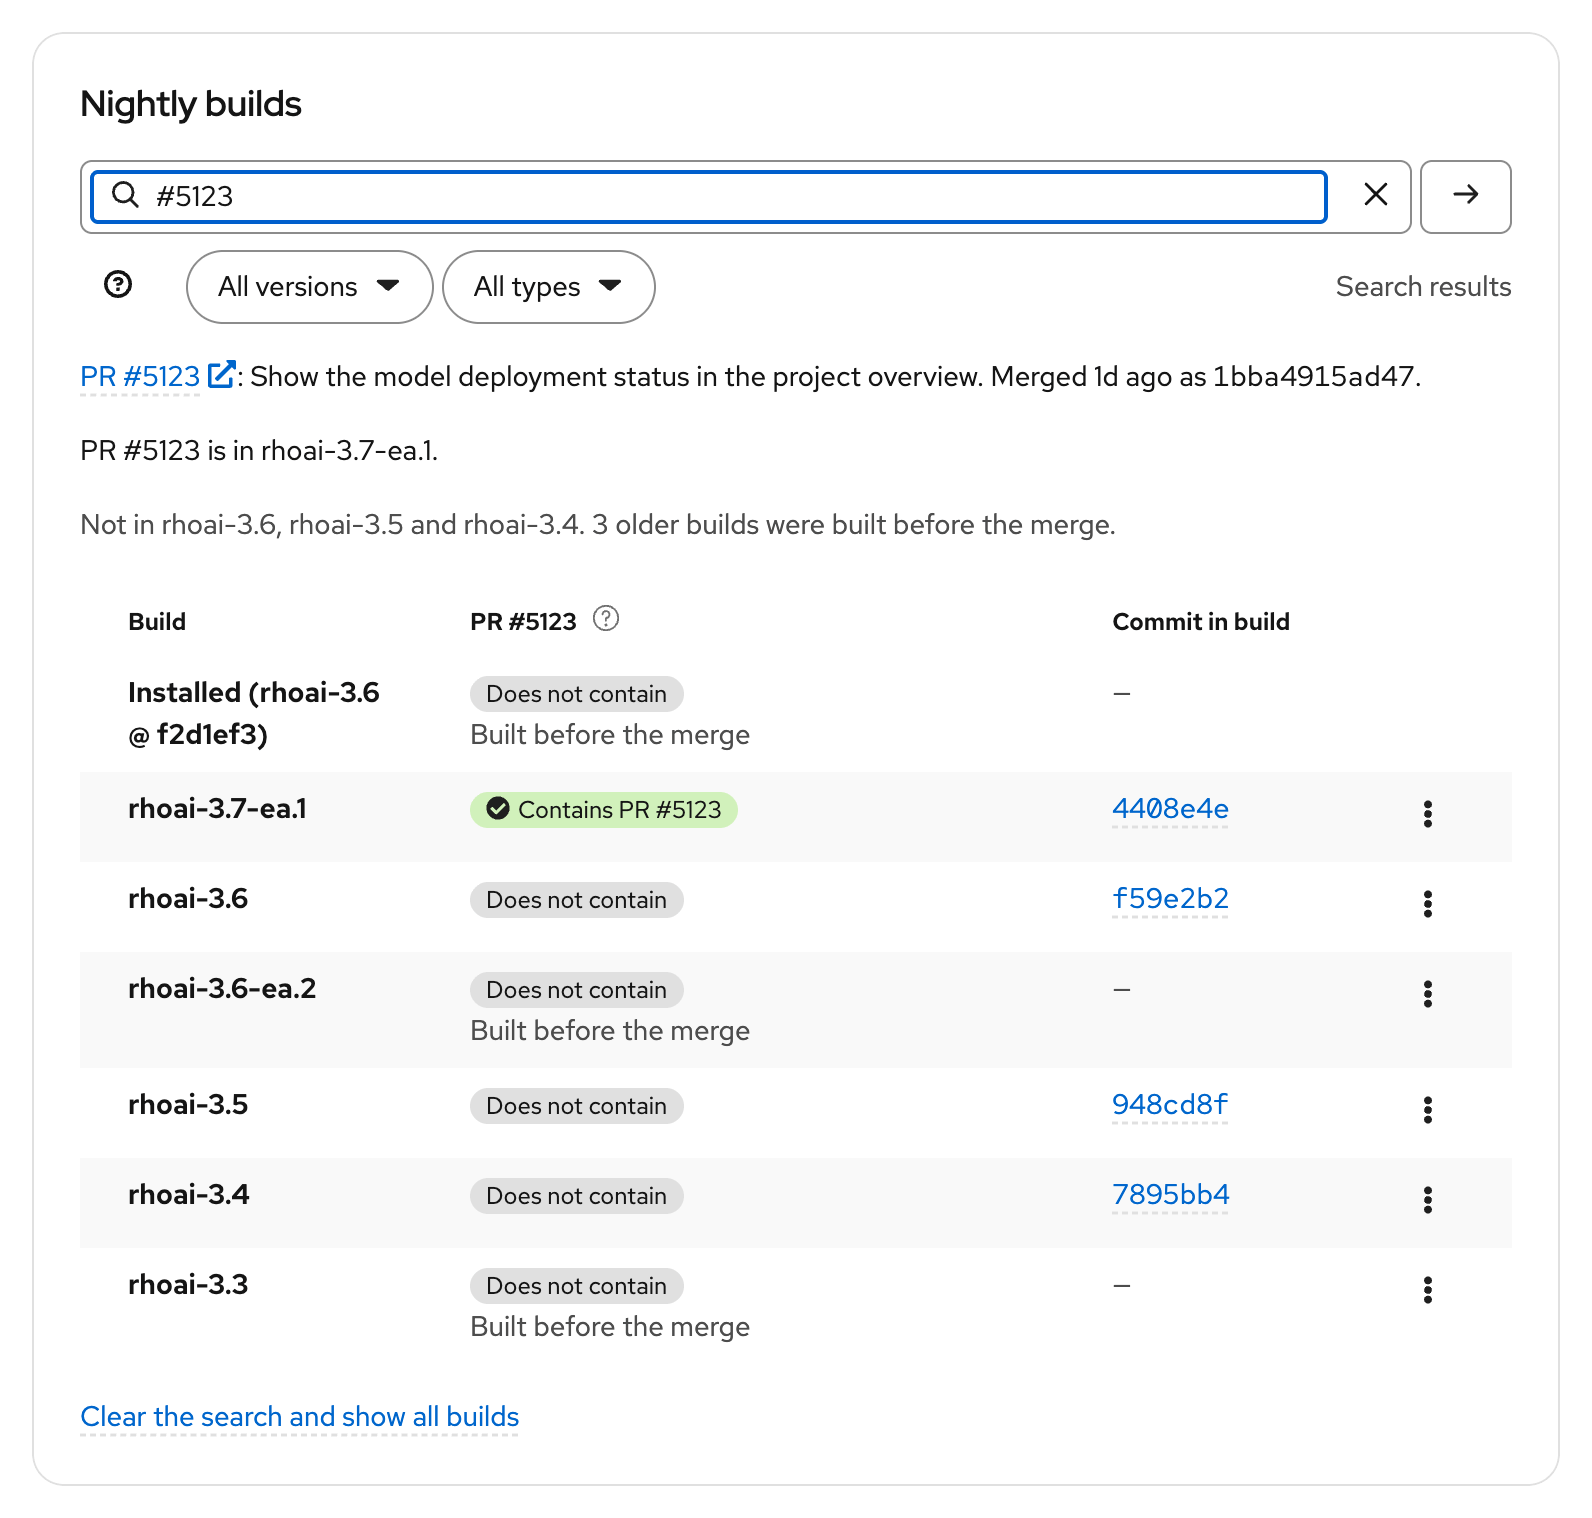 Nightly builds
#5123
All versions
All types
Search results
PR #5123 : Show the model deployment status in the project overview. Merged 1d ago as 1bba4915ad47.
PR #5123 is in rhoai-3.7-ea.1.
Not in rhoai-3.6, rhoai-3.5 and rhoai-3.4. 3 older builds were built before the merge.
Build PR #5123 Commit in build
Installed (rhoai-3.6 Does not contain —
@ f2d1ef3) Built before the merge
rhoai-3.7-ea.1 Contains PR #5123 4408e4e
rhoai-3.6 Does not contain f59e2b2
rhoai-3.6-ea.2 Does not contain —
Built before the merge
rhoai-3.5 Does not contain 948cd8f
rhoai-3.4 Does not contain 7895bb4
rhoai-3.3 Does not contain —
Built before the merge
Clear the search and show all builds